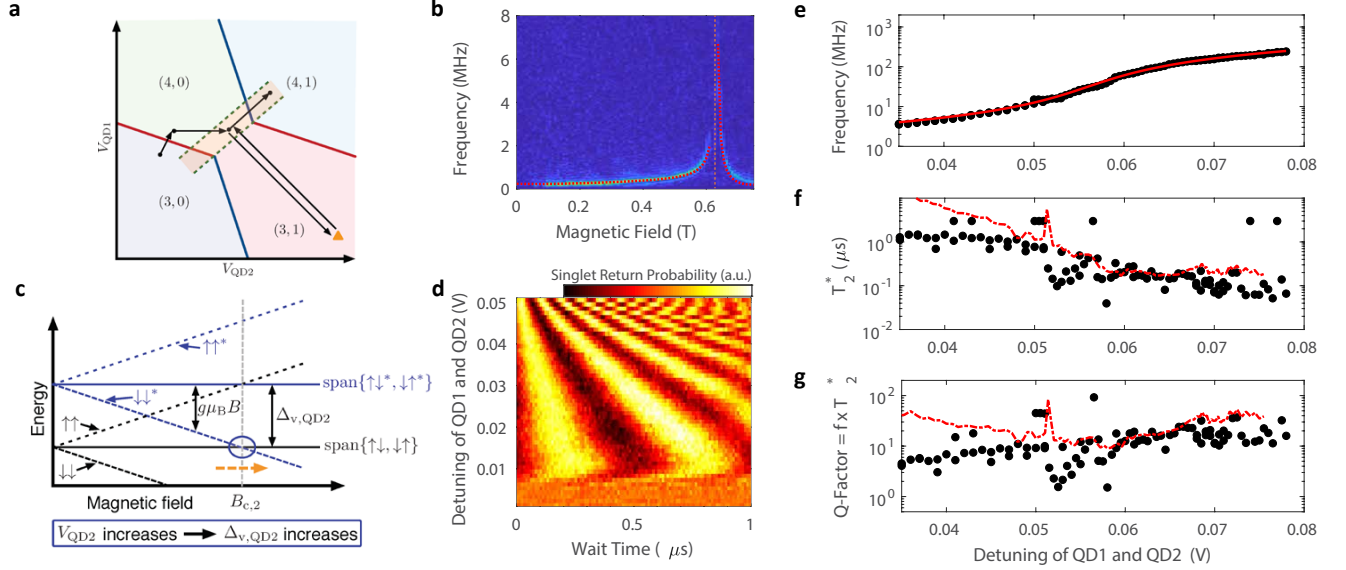 a
(4, 0)
(4, 1)
(3, 0)
(3, 1)
V_QD1
V_QD2
b
Frequency (MHz)
8
6
4
2
0
0
0.2
0.4
0.6
Magnetic Field (T)
c
Energy
↑↑*
↓↓*
↑↑
↓↓
gμ_B B
Δ_v,QD2
span{↑↓*, ↓↑*}
span{↑↓, ↓↑}
Magnetic field
B_c,2
V_QD2 increases → Δ_v,QD2 increases
d
Singlet Return Probability (a.u.)
Detuning of QD1 and QD2 (V)
0.05
0.04
0.03
0.02
0.01
0
0.5
1
Wait Time ( μs)
e
Frequency (MHz)
10^3
10^2
10^1
10^0
0.04
0.05
0.06
0.07
0.08
f
T_2^* (μs)
10^0
10^-1
10^-2
0.04
0.05
0.06
0.07
0.08
g
Q-Factor = f x T_2^*
10^2
10^1
10^0
0.04
0.05
0.06
0.07
0.08
Detuning of QD1 and QD2 (V)